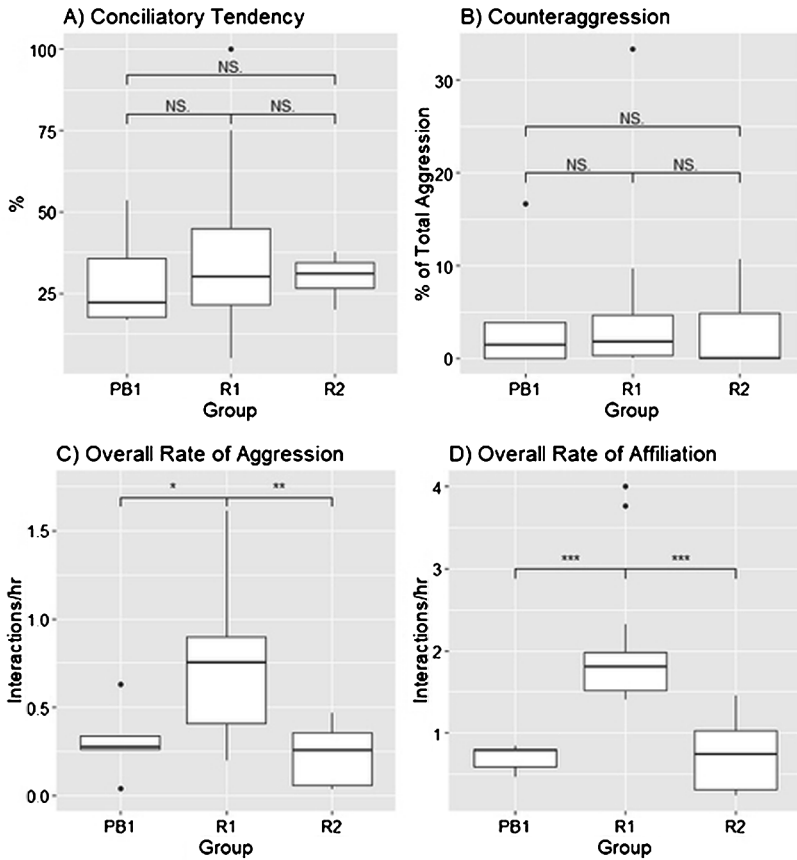 A) Conciliatory Tendency
100
75
50
25
%
NS.
NS.
NS.
PB1
R1
R2
Group
B) Counteraggression
30
20
10
0
% of Total Aggression
NS.
NS.
NS.
PB1
R1
R2
Group
C) Overall Rate of Aggression
1.5
1.0
0.5
0.0
Interactions/hr
*
**
PB1
R1
R2
Group
D) Overall Rate of Affiliation
4
3
2
1
Interactions/hr
***
***
PB1
R1
R2
Group